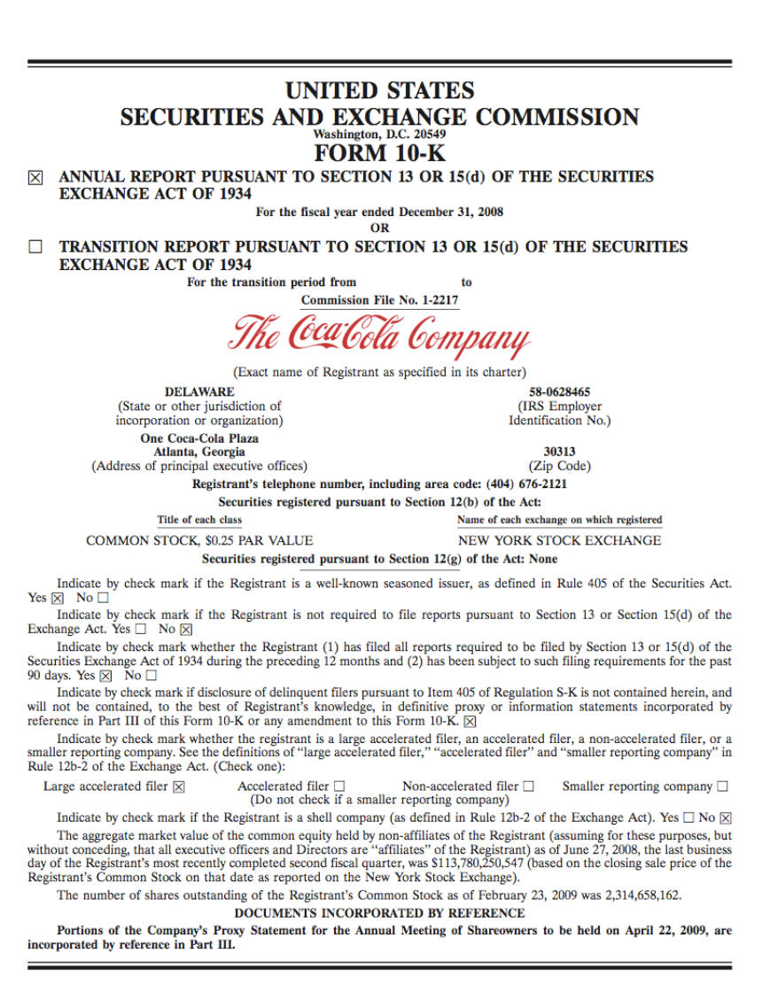 UNITED STATES
SECURITIES AND EXCHANGE COMMISSION
Washington, D.C. 20549
FORM 10-K
☒ ANNUAL REPORT PURSUANT TO SECTION 13 OR 15(d) OF THE SECURITIES
EXCHANGE ACT OF 1934
For the fiscal year ended December 31, 2008
OR
☐ TRANSITION REPORT PURSUANT TO SECTION 13 OR 15(d) OF THE SECURITIES
EXCHANGE ACT OF 1934
For the transition period from to
Commission File No. 1-2217
The Coca-Cola Company
(Exact name of Registrant as specified in its charter)
DELAWARE 58-0628465
(State or other jurisdiction of (IRS Employer
incorporation or organization) Identification No.)
One Coca-Cola Plaza
Atlanta, Georgia 30313
(Address of principal executive offices) (Zip Code)
Registrant's telephone number, including area code: (404) 676-2121
Securities registered pursuant to Section 12(b) of the Act:
Title of each class Name of each exchange on which registered
COMMON STOCK, $0.25 PAR VALUE NEW YORK STOCK EXCHANGE
Securities registered pursuant to Section 12(g) of the Act: None
Indicate by check mark if the Registrant is a well-known seasoned issuer, as defined in Rule 405 of the Securities Act.
Yes ☒ No ☐
Indicate by check mark if the Registrant is not required to file reports pursuant to Section 13 or Section 15(d) of the
Exchange Act. Yes ☐ No ☒
Indicate by check mark whether the Registrant (1) has filed all reports required to be filed by Section 13 or 15(d) of the
Securities Exchange Act of 1934 during the preceding 12 months and (2) has been subject to such filing requirements for the past
90 days. Yes ☒ No ☐
Indicate by check mark if disclosure of delinquent filers pursuant to Item 405 of Regulation S-K is not contained herein, and
will not be contained, to the best of Registrant's knowledge, in definitive proxy or information statements incorporated by
reference in Part III of this Form 10-K or any amendment to this Form 10-K. ☒
Indicate by check mark whether the registrant is a large accelerated filer, an accelerated filer, a non-accelerated filer, or a
smaller reporting company. See the definitions of "large accelerated filer," "accelerated filer" and "smaller reporting company" in
Rule 12b-2 of the Exchange Act. (Check one):
Large accelerated filer ☒ Accelerated filer ☐ Non-accelerated filer ☐ Smaller reporting company ☐
(Do not check if a smaller reporting company)
Indicate by check mark if the Registrant is a shell company (as defined in Rule 12b-2 of the Exchange Act). Yes ☐ No ☒
The aggregate market value of the common equity held by non-affiliates of the Registrant (assuming for these purposes, but
without conceding, that all executive officers and Directors are "affiliates" of the Registrant) as of June 27, 2008, the last business
day of the Registrant's most recently completed second fiscal quarter, was $113,780,250,547 (based on the closing sale price of the
Registrant's Common Stock on that date as reported on the New York Stock Exchange).
The number of shares outstanding of the Registrant's Common Stock as of February 23, 2009 was 2,314,658,162.
DOCUMENTS INCORPORATED BY REFERENCE
Portions of the Company's Proxy Statement for the Annual Meeting of Shareowners to be held on April 22, 2009, are
incorporated by reference in Part III.